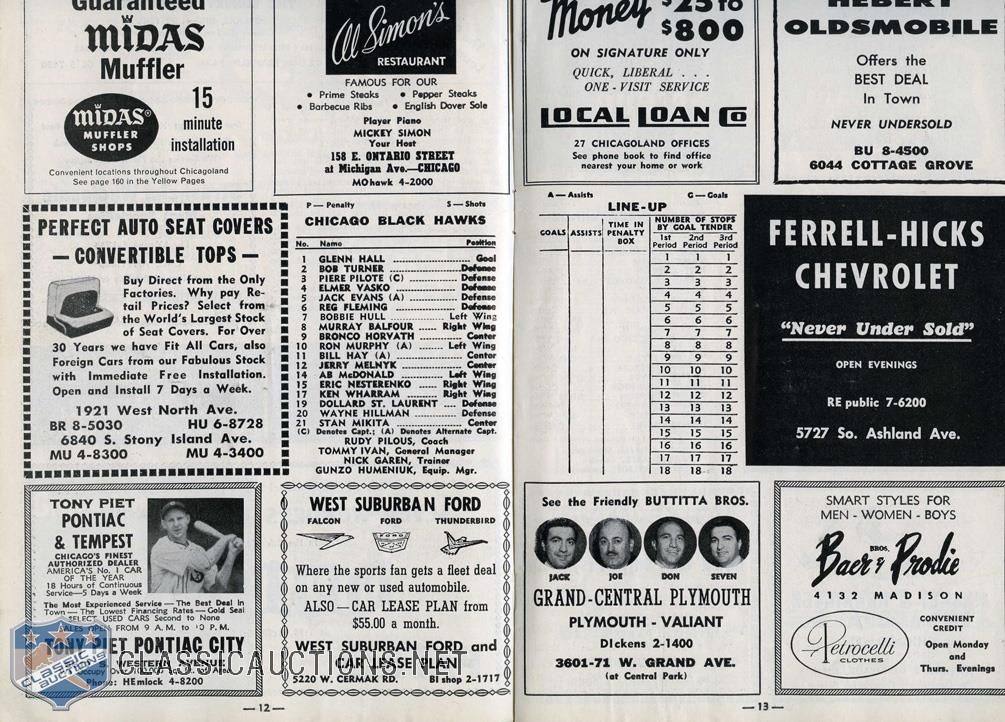 Guaranteed
MIDAS
Muffler
MIDAS®
MUFFLER
SHOPS
15
minute
installation
Convenient locations throughout Chicagoland
See page 160 in the Yellow Pages
Al Simon's
RESTAURANT
FAMOUS FOR OUR
• Prime Steaks • Pepper Steaks
• Barbecue Ribs • English Dover Sole
Player Piano
MICKEY SIMON
Your Host
158 E. ONTARIO STREET
at Michigan Ave.—CHICAGO
MOhawk 4-2000
PERFECT AUTO SEAT COVERS
— CONVERTIBLE TOPS —
Buy Direct from the Only
Factories. Why pay Re-
tail Prices? Select from
the World's Largest Stock
of Seat Covers. For Over
30 Years we have Fit All Cars, also
Foreign Cars from our Fabulous Stock
with Immediate Free Installation.
Open and Install 7 Days a Week.
1921 West North Ave.
BR 8-5030 HU 6-8728
6840 S. Stony Island Ave.
MU 4-8300 MU 4-3400
P — Penalty S — Shots
CHICAGO BLACK HAWKS
No. Name Position
1 GLENN HALL Goal
2 BOB TURNER Defense
3 PIERE PILOTE (C) Defense
4 ELMER VASKO Defense
5 JACK EVANS (A) Defense
6 REG FLEMING Defense
7 BOBBIE HULL Left Wing
8 MURRAY BALFOUR Right Wing
9 BRONCO HORVATH Center
10 RON MURPHY (A) Left Wing
11 BILL HAY (A) Center
12 JERRY MELNYK Center
14 AB McDONALD Left Wing
15 ERIC NESTERENKO Right Wing
17 KEN WHARRAM Right Wing
19 DOLLARD ST. LAURENT Defense
20 WAYNE HILLMAN Defense
21 STAN MIKITA Center
(C) Denotes Capt.; (A) Denotes Alternate Capt.
RUDY PILOUS, Coach
TOMMY IVAN, General Manager
NICK GAREN, Trainer
GUNZO HUMENIUK, Equip. Mgr.
TONY PIET
PONTIAC
& TEMPEST
CHICAGO'S FINEST
AUTHORIZED DEALER
AMERICA'S No. 1 CAR
OF THE YEAR
18 Hours of Continuous
Service—5 Days a Week
The Most Experienced Service — The Best Deal in
Town — The Lowest Financing Rates — Gold Seal
SELECT USED CARS Second to None
SALES OPEN FROM 9 A.M. to P.M.
TONY PIET PONTIAC CITY
S. WESTERN AVENUE
Phone: HEmlock 4-8200
WEST SUBURBAN FORD
FALCON FORD THUNDERBIRD
Where the sports fan gets a fleet deal
on any new or used automobile.
ALSO — CAR LEASE PLAN from
$55.00 a month.
WEST SUBURBAN FORD and
CAR LEASE PLAN
5220 W. CERMAK RD. BIshop 2-1717
CLASSIC AUCTIONS
CLASSICAUCTIONS.NET
— 12 —
Money $25 to
$800
ON SIGNATURE ONLY
QUICK, LIBERAL . . .
ONE-VISIT SERVICE
LOCAL LOAN CO
27 CHICAGOLAND OFFICES
See phone book to find office
nearest your home or work
HEBERT
OLDSMOBILE
Offers the
BEST DEAL
In Town
NEVER UNDERSOLD
BU 8-4500
6044 COTTAGE GROVE
A — Assists G — Goals
LINE-UP
GOALS ASSISTS TIME IN PENALTY BOX NUMBER OF STOPS BY GOAL TENDER
1st Period 2nd Period 3rd Period
1 1 1
2 2 2
3 3 3
4 4 4
5 5 5
6 6 6
7 7 7
8 8 8
9 9 9
10 10 10
11 11 11
12 12 12
13 13 13
14 14 14
15 15 15
16 16 16
17 17 17
18 18 18
FERRELL-HICKS
CHEVROLET
"Never Under Sold"
OPEN EVENINGS
RE public 7-6200
5727 So. Ashland Ave.
See the Friendly BUTTITTA BROS.
JACK JOE DON SEVEN
GRAND-CENTRAL PLYMOUTH
PLYMOUTH - VALIANT
DIckens 2-1400
3601-71 W. GRAND AVE.
(at Central Park)
SMART STYLES FOR
MEN - WOMEN - BOYS
Baer BROS. & Prodie
4132 MADISON
Petrocelli
CLOTHES
CONVENIENT
CREDIT
Open Monday
and
Thurs. Evenings
— 13 —